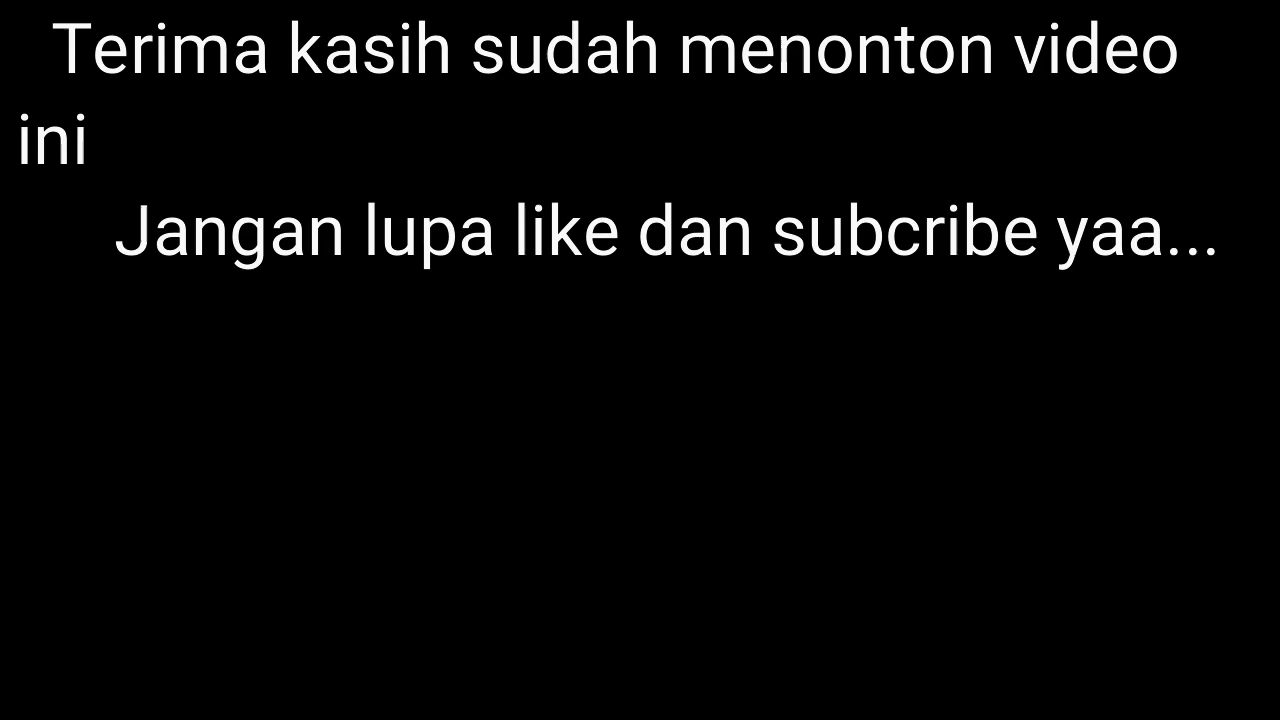 Terima kasih sudah menonton video
ini
Jangan lupa like dan subcribe yaa...